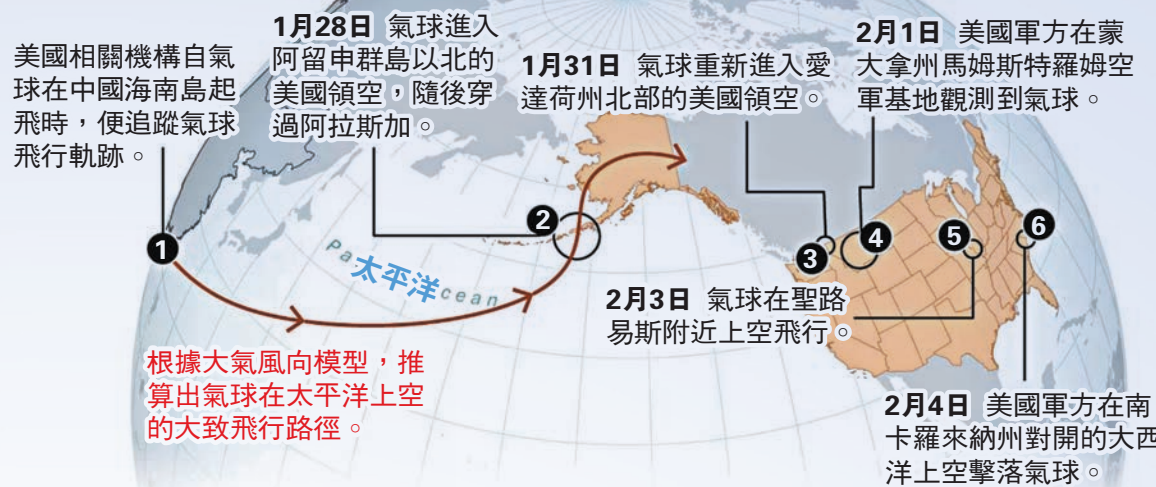 美國相關機構自氣
球在中國海南島起
飛時，便追蹤氣球
飛行軌跡。
1月28日 氣球進入
阿留申群島以北的
美國領空，隨後穿
過阿拉斯加。
1月31日 氣球重新進入愛
達荷州北部的美國領空。
2月1日 美國軍方在蒙
大拿州馬姆斯特羅姆空
軍基地觀測到氣球。
1
2
3
4
5
6
Pa
太平洋
cean
2月3日 氣球在聖路
易斯附近上空飛行。
根據大氣風向模型，推
算出氣球在太平洋上空
的大致飛行路徑。
2月4日 美國軍方在南
卡羅來納州對開的大西
洋上空擊落氣球。